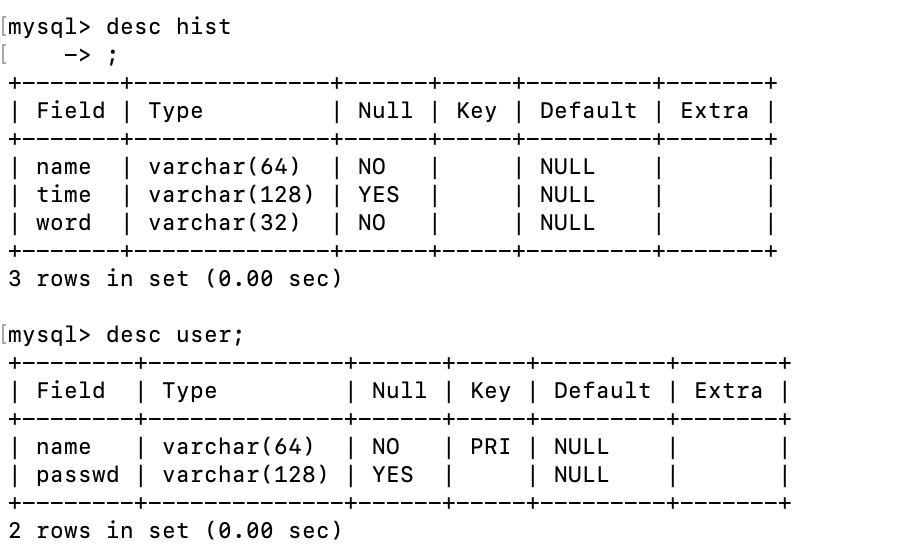 [mysql> desc hist
[    -> ;
+-------+--------------+------+-----+---------+-------+
| Field | Type         | Null | Key | Default | Extra |
+-------+--------------+------+-----+---------+-------+
| name  | varchar(64)  | NO   |     | NULL    |       |
| time  | varchar(128) | YES  |     | NULL    |       |
| word  | varchar(32)  | NO   |     | NULL    |       |
+-------+--------------+------+-----+---------+-------+
3 rows in set (0.00 sec)

[mysql> desc user;
+--------+--------------+------+-----+---------+-------+
| Field  | Type         | Null | Key | Default | Extra |
+--------+--------------+------+-----+---------+-------+
| name   | varchar(64)  | NO   | PRI | NULL    |       |
| passwd | varchar(128) | YES  |     | NULL    |       |
+--------+--------------+------+-----+---------+-------+
2 rows in set (0.00 sec)